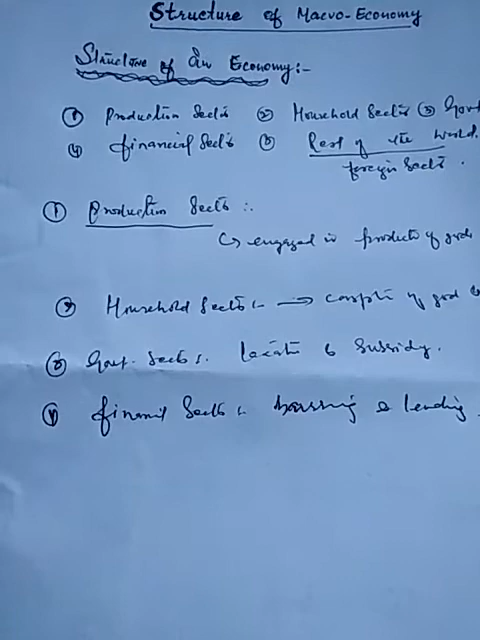 Structure of Macro-Economy
Structure of an Economy:-
① Production Sector ② Household Sector ③ Govt
④ financial Sector ⑤ Rest of the World.
foreign Sector.
① Production Sector :-
↳ engaged in production of goods
② Household Sector :- → consumption of good
③ Govt. Sector :- & Subsidy.
④ financial Sector :- borrowing & lending